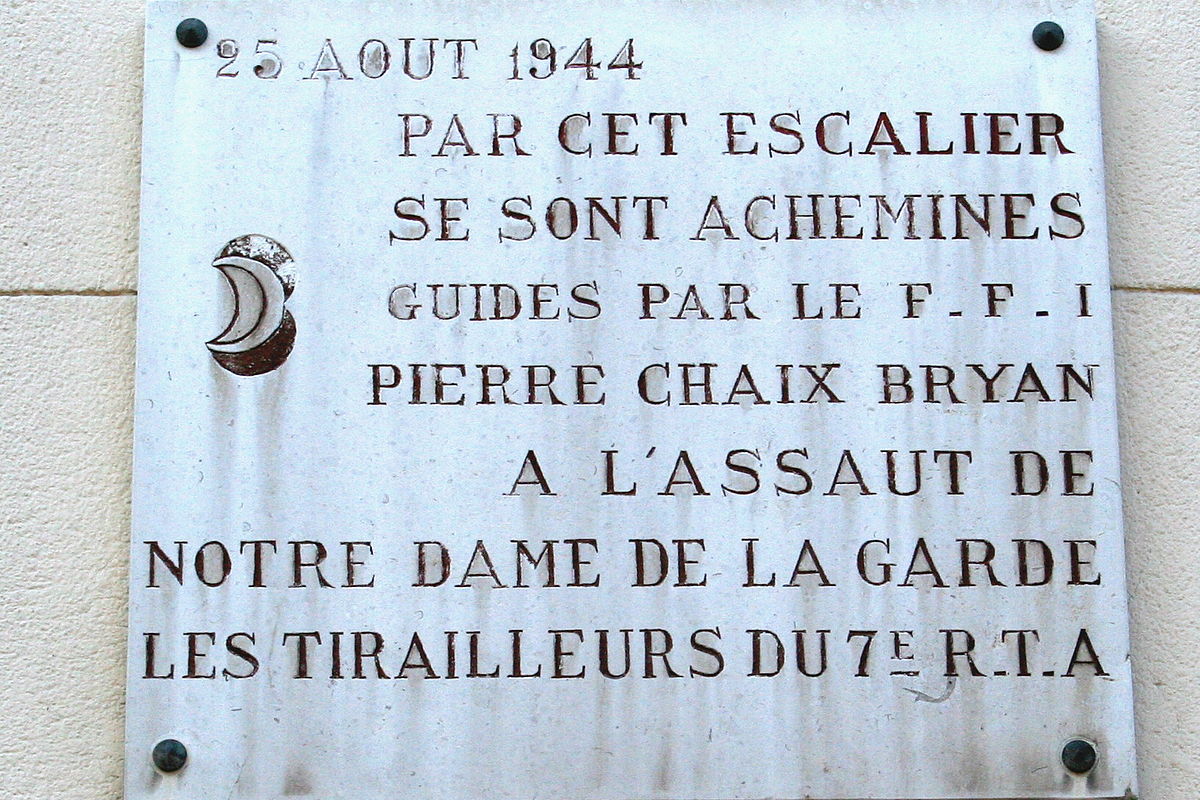 25 AOUT 1944
PAR CET ESCALIER
SE SONT ACHEMINES
GUIDES PAR LE F.F.I
PIERRE CHAIX BRYAN
A L'ASSAUT DE
NOTRE DAME DE LA GARDE
LES TIRAILLEURS DU 7E R.T.A